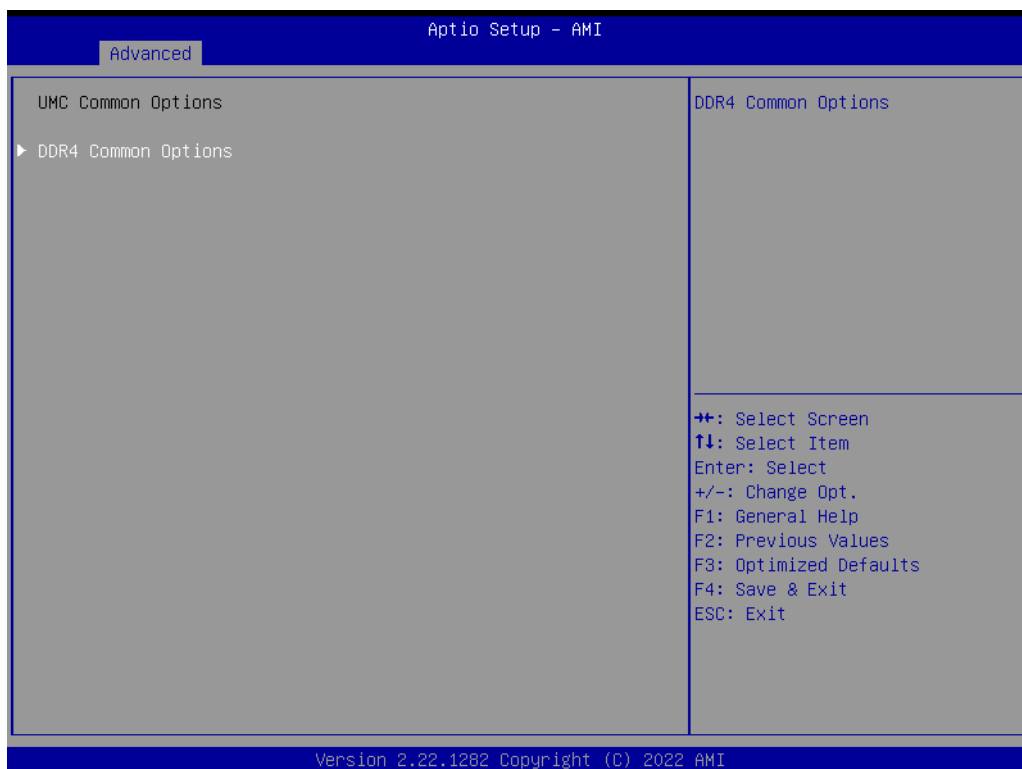 Aptio Setup – AMI
Advanced
UMC Common Options
DDR4 Common Options
DDR4 Common Options
→←: Select Screen
↑↓: Select Item
Enter: Select
+/-: Change Opt.
F1: General Help
F2: Previous Values
F3: Optimized Defaults
F4: Save & Exit
ESC: Exit
Version 2.22.1282 Copyright (C) 2022 AMI